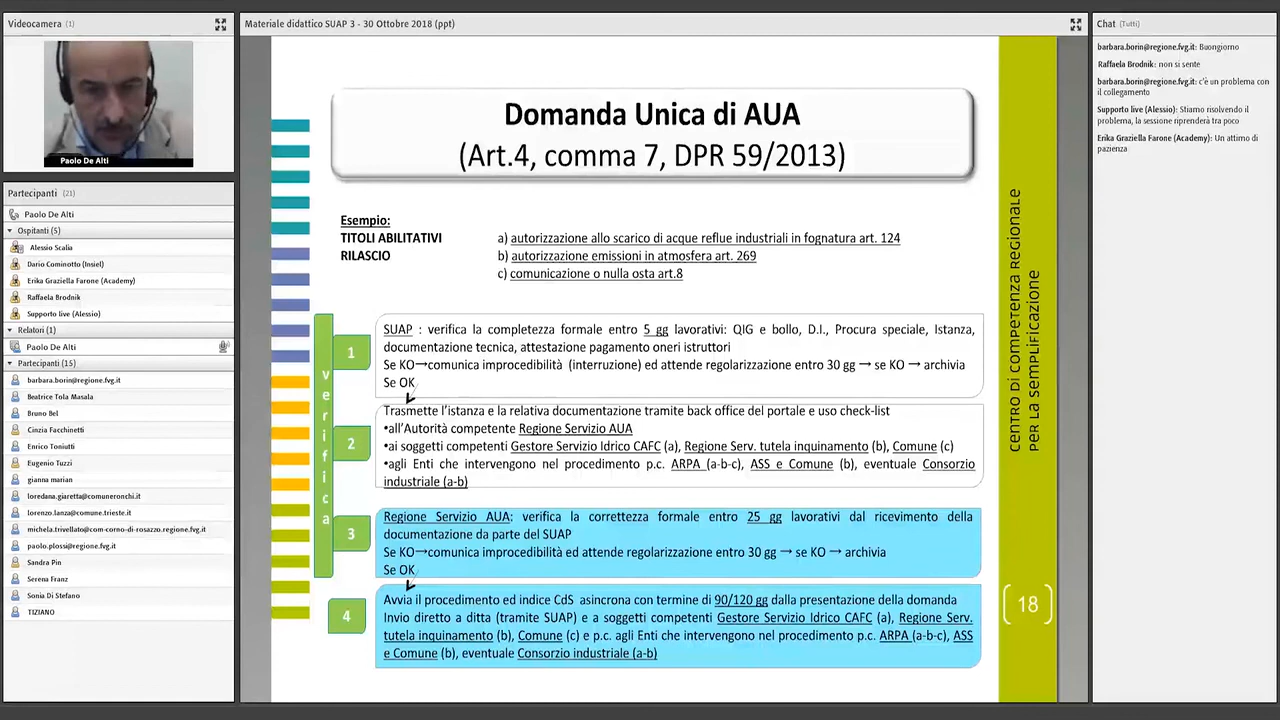 Videocamera (1)
Paolo De Alti
Partecipanti (21)
Paolo De Alti
Ospitanti (5)
Alessio Scalia
Dario Cominotto (Insiel)
Erika Graziella Farone (Academy)
Raffaela Brodnik
Supporto live (Alessio)
Relatori (1)
Paolo De Alti
Partecipanti (15)
barbara.borin@regione.fvg.it
Beatrice Tola Masala
Bruno Bel
Cinzia Facchinetti
Enrico Toniutti
Eugenio Tuzzi
gianna marian
loredana.giaretta@comuneronchi.it
lorenzo.lanza@comune.trieste.it
michela.trivellato@com-corno-di-rosazzo.regione.fvg.it
paolo.plossi@regione.fvg.it
Sandra Pin
Serena Franz
Sonia Di Stefano
TIZIANO
Materiale didattico SUAP 3 - 30 Ottobre 2018 (ppt)
Domanda Unica di AUA
(Art.4, comma 7, DPR 59/2013)
Esempio:
TITOLI ABILITATIVI
RILASCIO
a) autorizzazione allo scarico di acque reflue industriali in fognatura art. 124
b) autorizzazione emissioni in atmosfera art. 269
c) comunicazione o nulla osta art.8
verifica
1
SUAP : verifica la completezza formale entro 5 gg lavorativi: QIG e bollo, D.I., Procura speciale, Istanza,
documentazione tecnica, attestazione pagamento oneri istruttori
Se KO→comunica improcedibilità (interruzione) ed attende regolarizzazione entro 30 gg → se KO → archivia
Se OK
2
Trasmette l'istanza e la relativa documentazione tramite back office del portale e uso check-list
•all'Autorità competente Regione Servizio AUA
•ai soggetti competenti Gestore Servizio Idrico CAFC (a), Regione Serv. tutela inquinamento (b), Comune (c)
•agli Enti che intervengono nel procedimento p.c. ARPA (a-b-c), ASS e Comune (b), eventuale Consorzio
industriale (a-b)
3
Regione Servizio AUA: verifica la correttezza formale entro 25 gg lavorativi dal ricevimento della
documentazione da parte del SUAP
Se KO→comunica improcedibilità ed attende regolarizzazione entro 30 gg → se KO → archivia
Se OK
4
Avvia il procedimento ed indice CdS asincrona con termine di 90/120 gg dalla presentazione della domanda
Invio diretto a ditta (tramite SUAP) e a soggetti competenti Gestore Servizio Idrico CAFC (a), Regione Serv.
tutela inquinamento (b), Comune (c) e p.c. agli Enti che intervengono nel procedimento p.c. ARPA (a-b-c), ASS
e Comune (b), eventuale Consorzio industriale (a-b)
CENTRO DI COMPETENZA REGIONALE
PER LA SEMPLIFICAZIONE
18
Chat (Tutti)
barbara.borin@regione.fvg.it: Buongiorno
Raffaela Brodnik: non si sente
barbara.borin@regione.fvg.it: c'è un problema con
il collegamento
Supporto live (Alessio): Stiamo risolvendo il
problema, la sessione riprenderà tra poco
Erika Graziella Farone (Academy): Un attimo di
pazienza